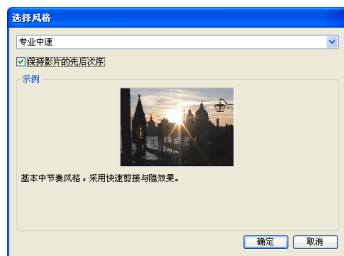 选择风格
专业中速
保持影片的先后次序
示例
基本中节奏风格，采用快速剪接与隐效果。
确定
取消